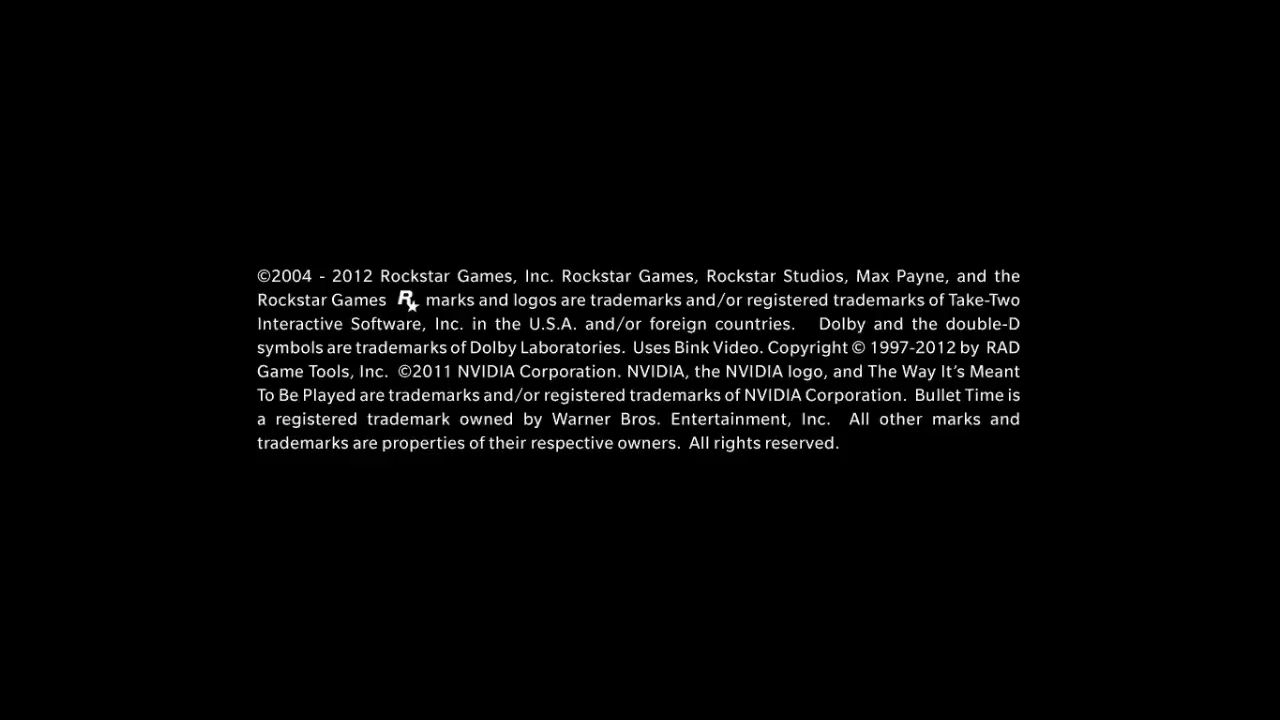 ©2004 - 2012 Rockstar Games, Inc. Rockstar Games, Rockstar Studios, Max Payne, and the
Rockstar Games R★ marks and logos are trademarks and/or registered trademarks of Take-Two
Interactive Software, Inc. in the U.S.A. and/or foreign countries. Dolby and the double-D
symbols are trademarks of Dolby Laboratories. Uses Bink Video. Copyright © 1997-2012 by RAD
Game Tools, Inc. ©2011 NVIDIA Corporation. NVIDIA, the NVIDIA logo, and The Way It’s Meant
To Be Played are trademarks and/or registered trademarks of NVIDIA Corporation. Bullet Time is
a registered trademark owned by Warner Bros. Entertainment, Inc. All other marks and
trademarks are properties of their respective owners. All rights reserved.